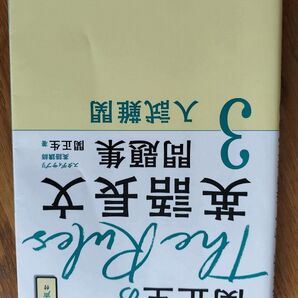 関正生の
The Rules
英語長文
問題集
3
入試難関
スタディサプリ
英語講師
関正生 著